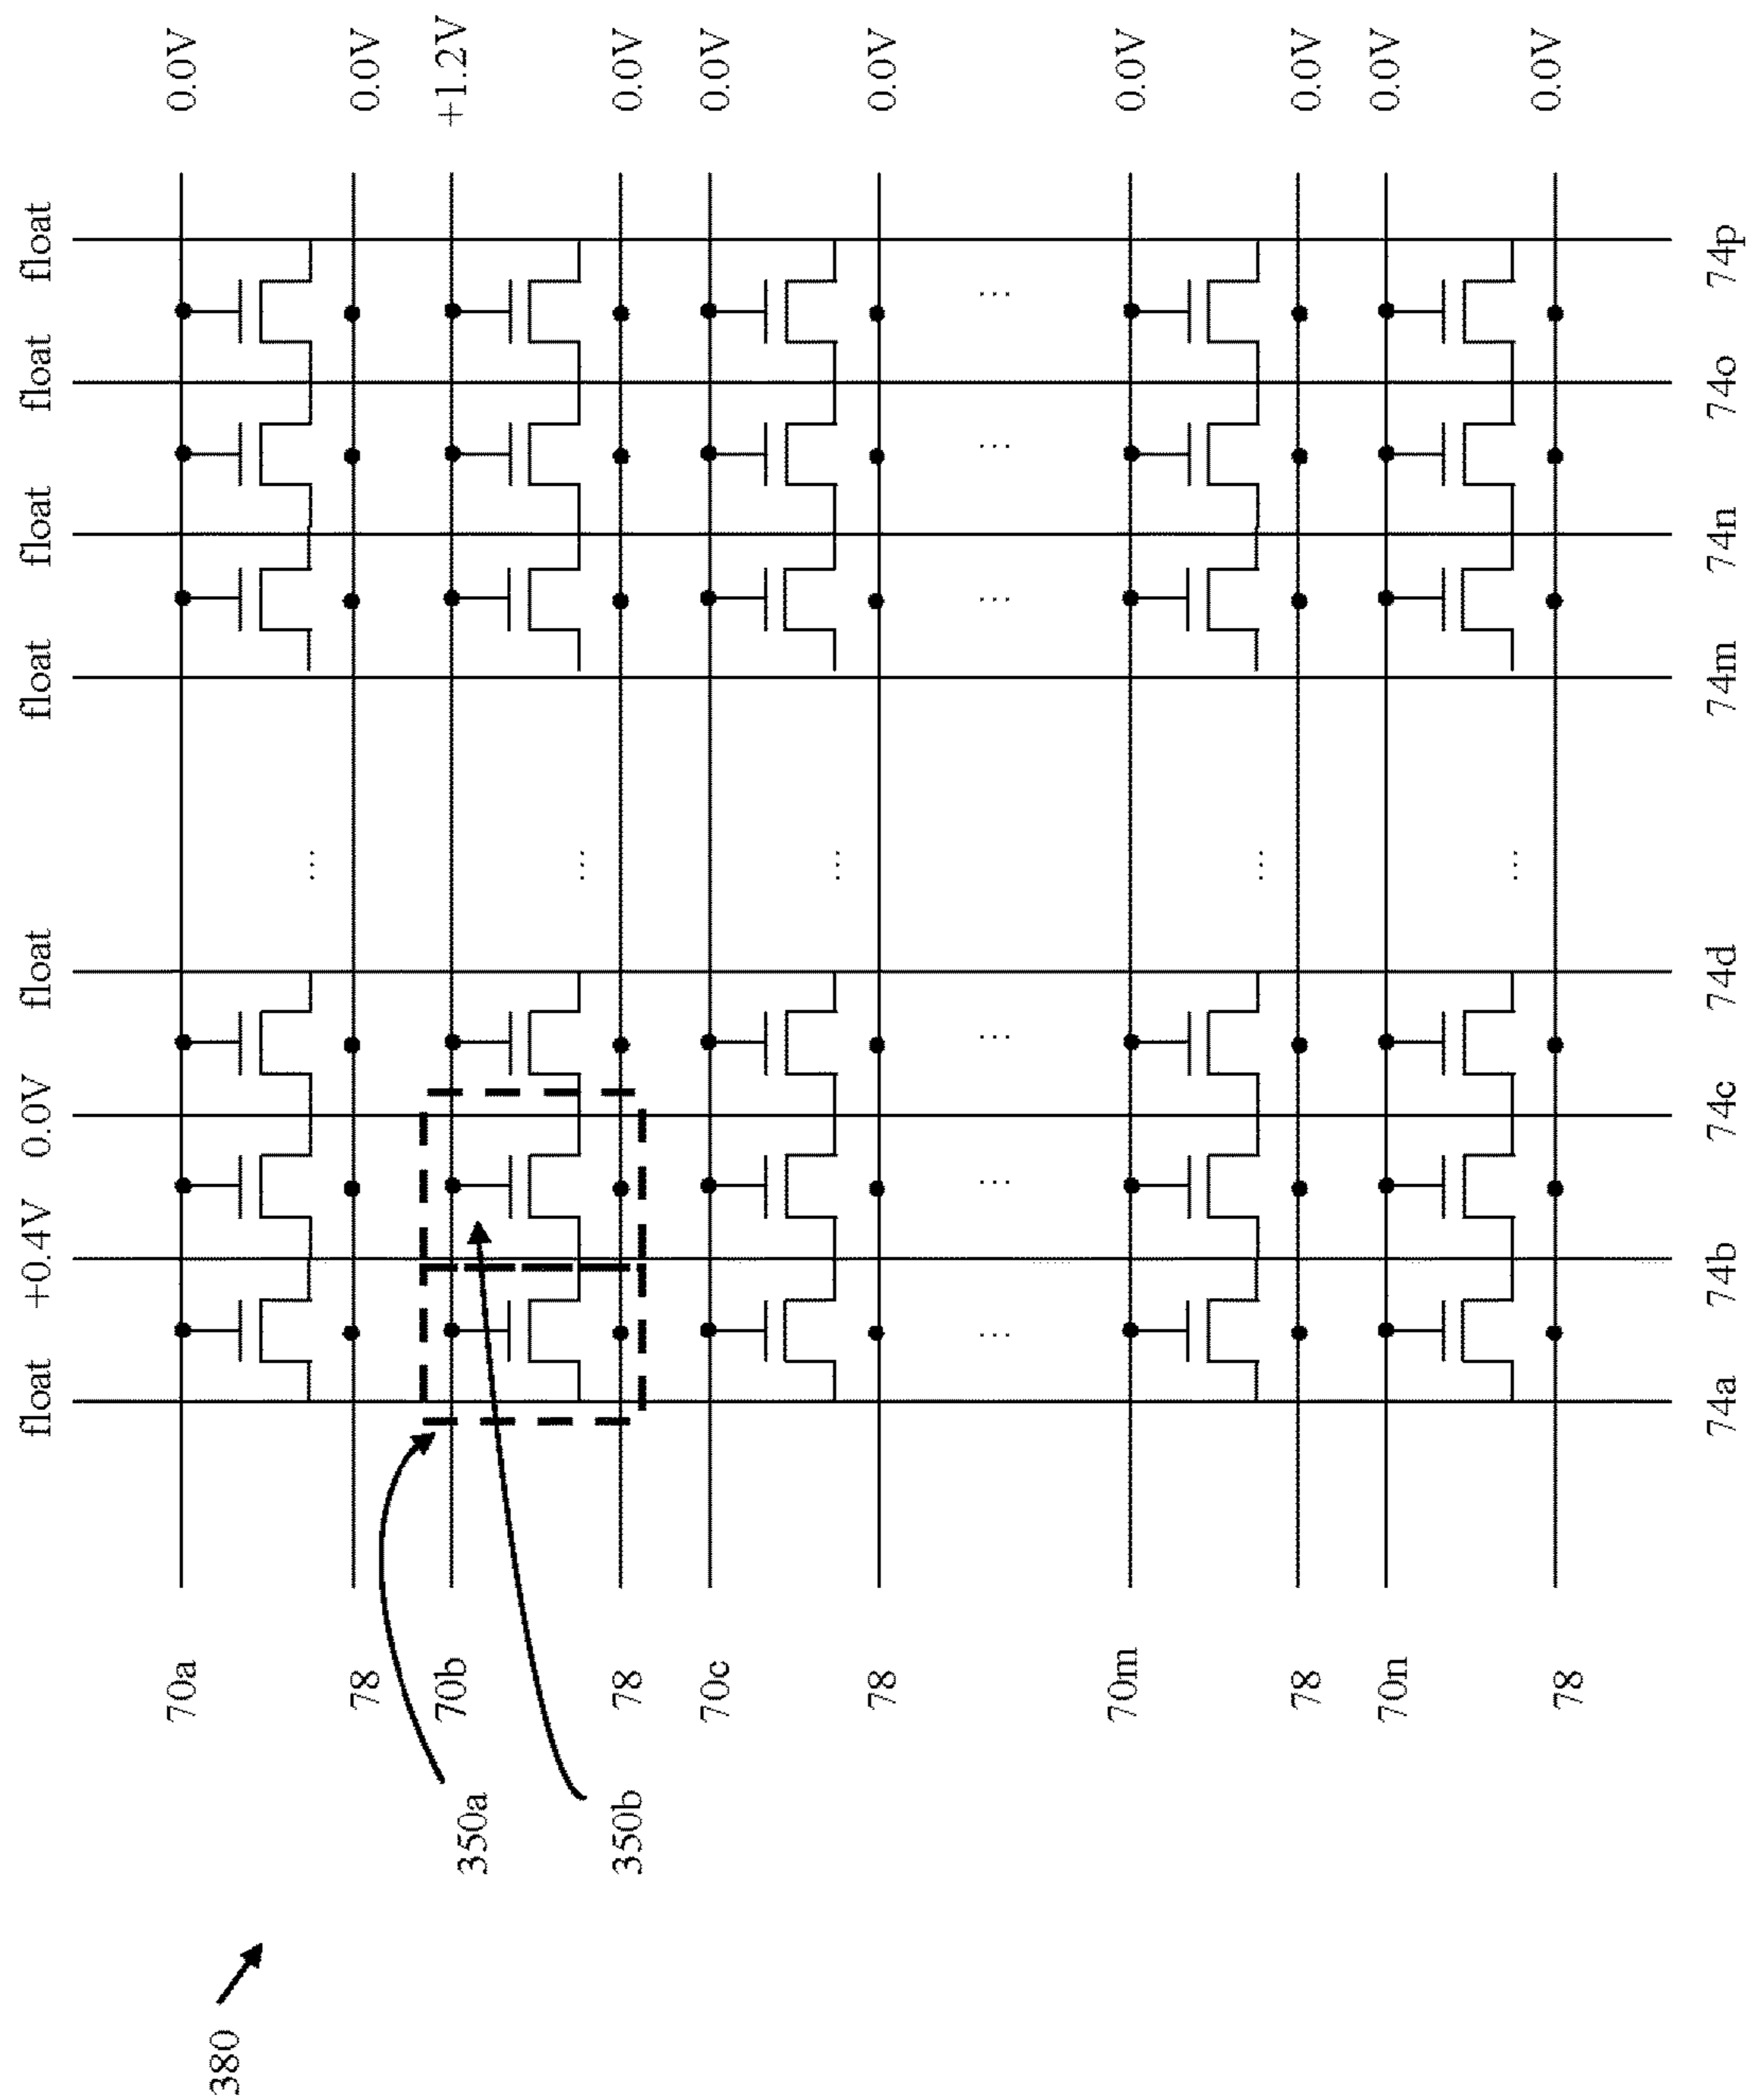 float float float float float 0.0V +0.4V float
0.0V
0.0V
+1.2V
0.0V
0.0V
0.0V
0.0V
0.0V
0.0V
0.0V
70a
78
70b
78
70c
78
70m
78
70n
78
... ... ... ... ...
... ... ... ... ... ...
74a 74b 74c 74d 74m 74n 74o 74p
350a
350b
380